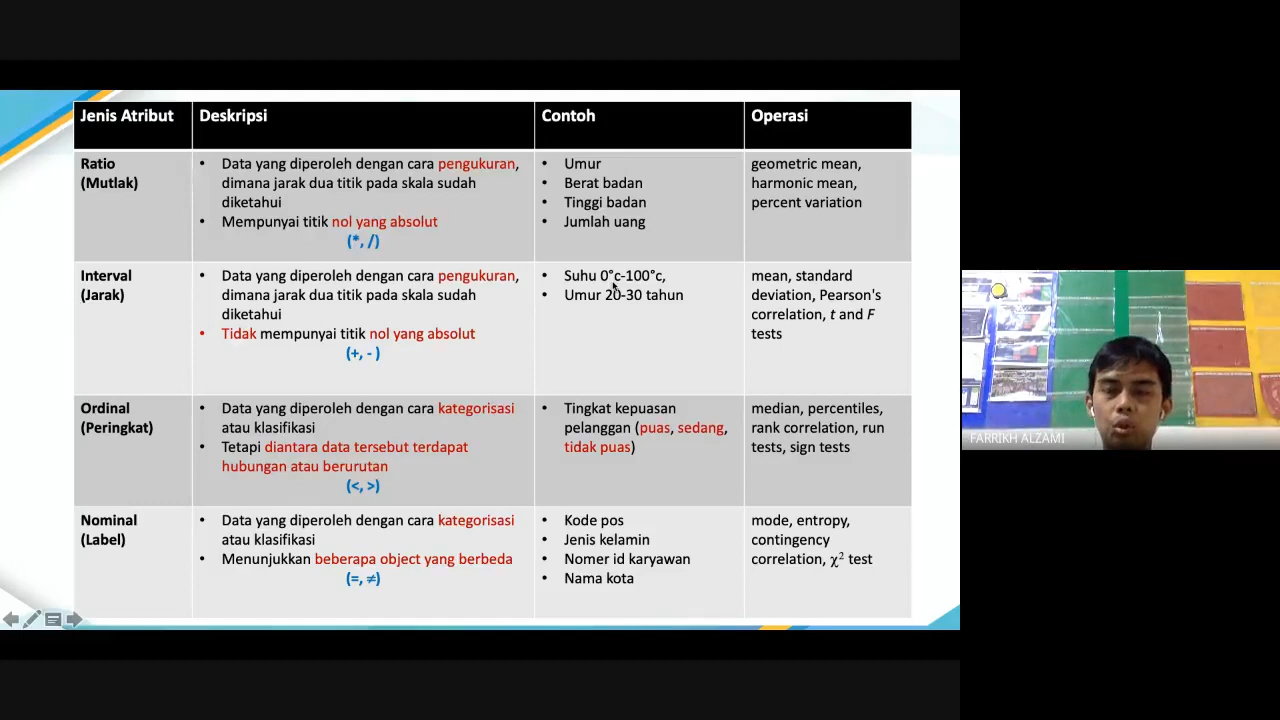 Jenis Atribut
Deskripsi
Contoh
Operasi
Ratio
(Mutlak)
• Data yang diperoleh dengan cara pengukuran,
dimana jarak dua titik pada skala sudah
diketahui
• Mempunyai titik nol yang absolut
(*, /)
• Umur
• Berat badan
• Tinggi badan
• Jumlah uang
geometric mean,
harmonic mean,
percent variation
Interval
(Jarak)
• Data yang diperoleh dengan cara pengukuran,
dimana jarak dua titik pada skala sudah
diketahui
• Tidak mempunyai titik nol yang absolut
(+, - )
• Suhu 0°c-100°c,
• Umur 20-30 tahun
mean, standard
deviation, Pearson's
correlation, t and F
tests
Ordinal
(Peringkat)
• Data yang diperoleh dengan cara kategorisasi
atau klasifikasi
• Tetapi diantara data tersebut terdapat
hubungan atau berurutan
(<, >)
• Tingkat kepuasan
pelanggan (puas, sedang,
tidak puas)
median, percentiles,
rank correlation, run
tests, sign tests
Nominal
(Label)
• Data yang diperoleh dengan cara kategorisasi
atau klasifikasi
• Menunjukkan beberapa object yang berbeda
(=, ≠)
• Kode pos
• Jenis kelamin
• Nomer id karyawan
• Nama kota
mode, entropy,
contingency
correlation, χ² test
FARRIKH ALZAMI